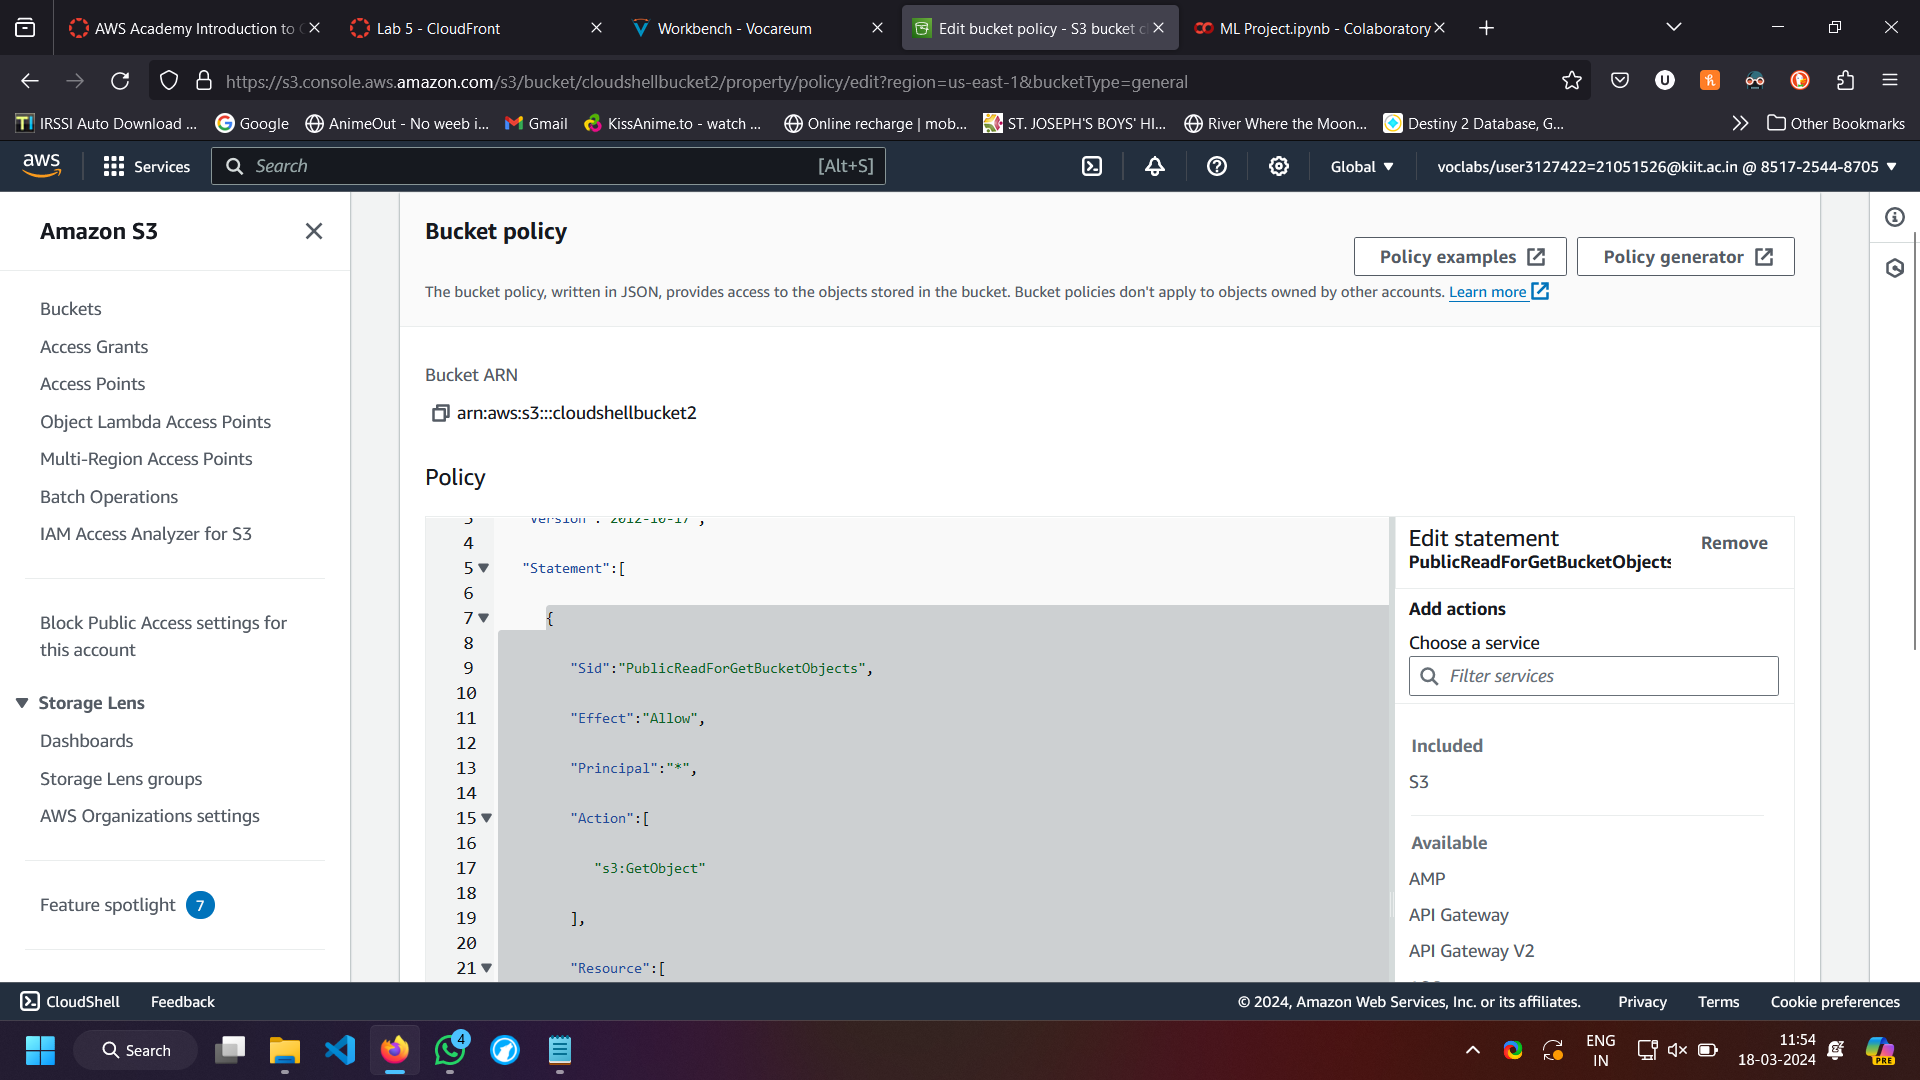 AWS Academy Introduction to
Lab 5 - CloudFront
Workbench - Vocareum
Edit bucket policy - S3 bucket
ML Project.ipynb - Colaboratory
https://s3.console.aws.amazon.com/s3/bucket/cloudshellbucket2/property/policy/edit?region=us-east-1&bucketType=general
IRSSI Auto Download ...
Google
AnimeOut - No weeb i...
Gmail
KissAnime.to - watch ...
Online recharge | mob...
ST. JOSEPH'S BOYS' HI...
River Where the Moon...
Destiny 2 Database, G...
Other Bookmarks
aws
Services
Search
[Alt+S]
Global
voclabs/user3127422=21051526@kiit.ac.in @ 8517-2544-8705
Amazon S3
Buckets
Access Grants
Access Points
Object Lambda Access Points
Multi-Region Access Points
Batch Operations
IAM Access Analyzer for S3
Block Public Access settings for
this account
Storage Lens
Dashboards
Storage Lens groups
AWS Organizations settings
Feature spotlight 7
Bucket policy
Policy examples
Policy generator
The bucket policy, written in JSON, provides access to the objects stored in the bucket. Bucket policies don't apply to objects owned by other accounts. Learn more
Bucket ARN
arn:aws:s3:::cloudshellbucket2
Policy
3 "Version":"2012-10-17",
4
5 "Statement":[
6
7 {
8
9 "Sid":"PublicReadForGetBucketObjects",
10
11 "Effect":"Allow",
12
13 "Principal":"*",
14
15 "Action":[
16
17 "s3:GetObject"
18
19 ],
20
21 "Resource":[
Edit statement
Remove
PublicReadForGetBucketObjects
Add actions
Choose a service
Filter services
Included
S3
Available
AMP
API Gateway
API Gateway V2
CloudShell
Feedback
© 2024, Amazon Web Services, Inc. or its affiliates.
Privacy
Terms
Cookie preferences
Search
4
ENG
IN
11:54
18-03-2024
PRE